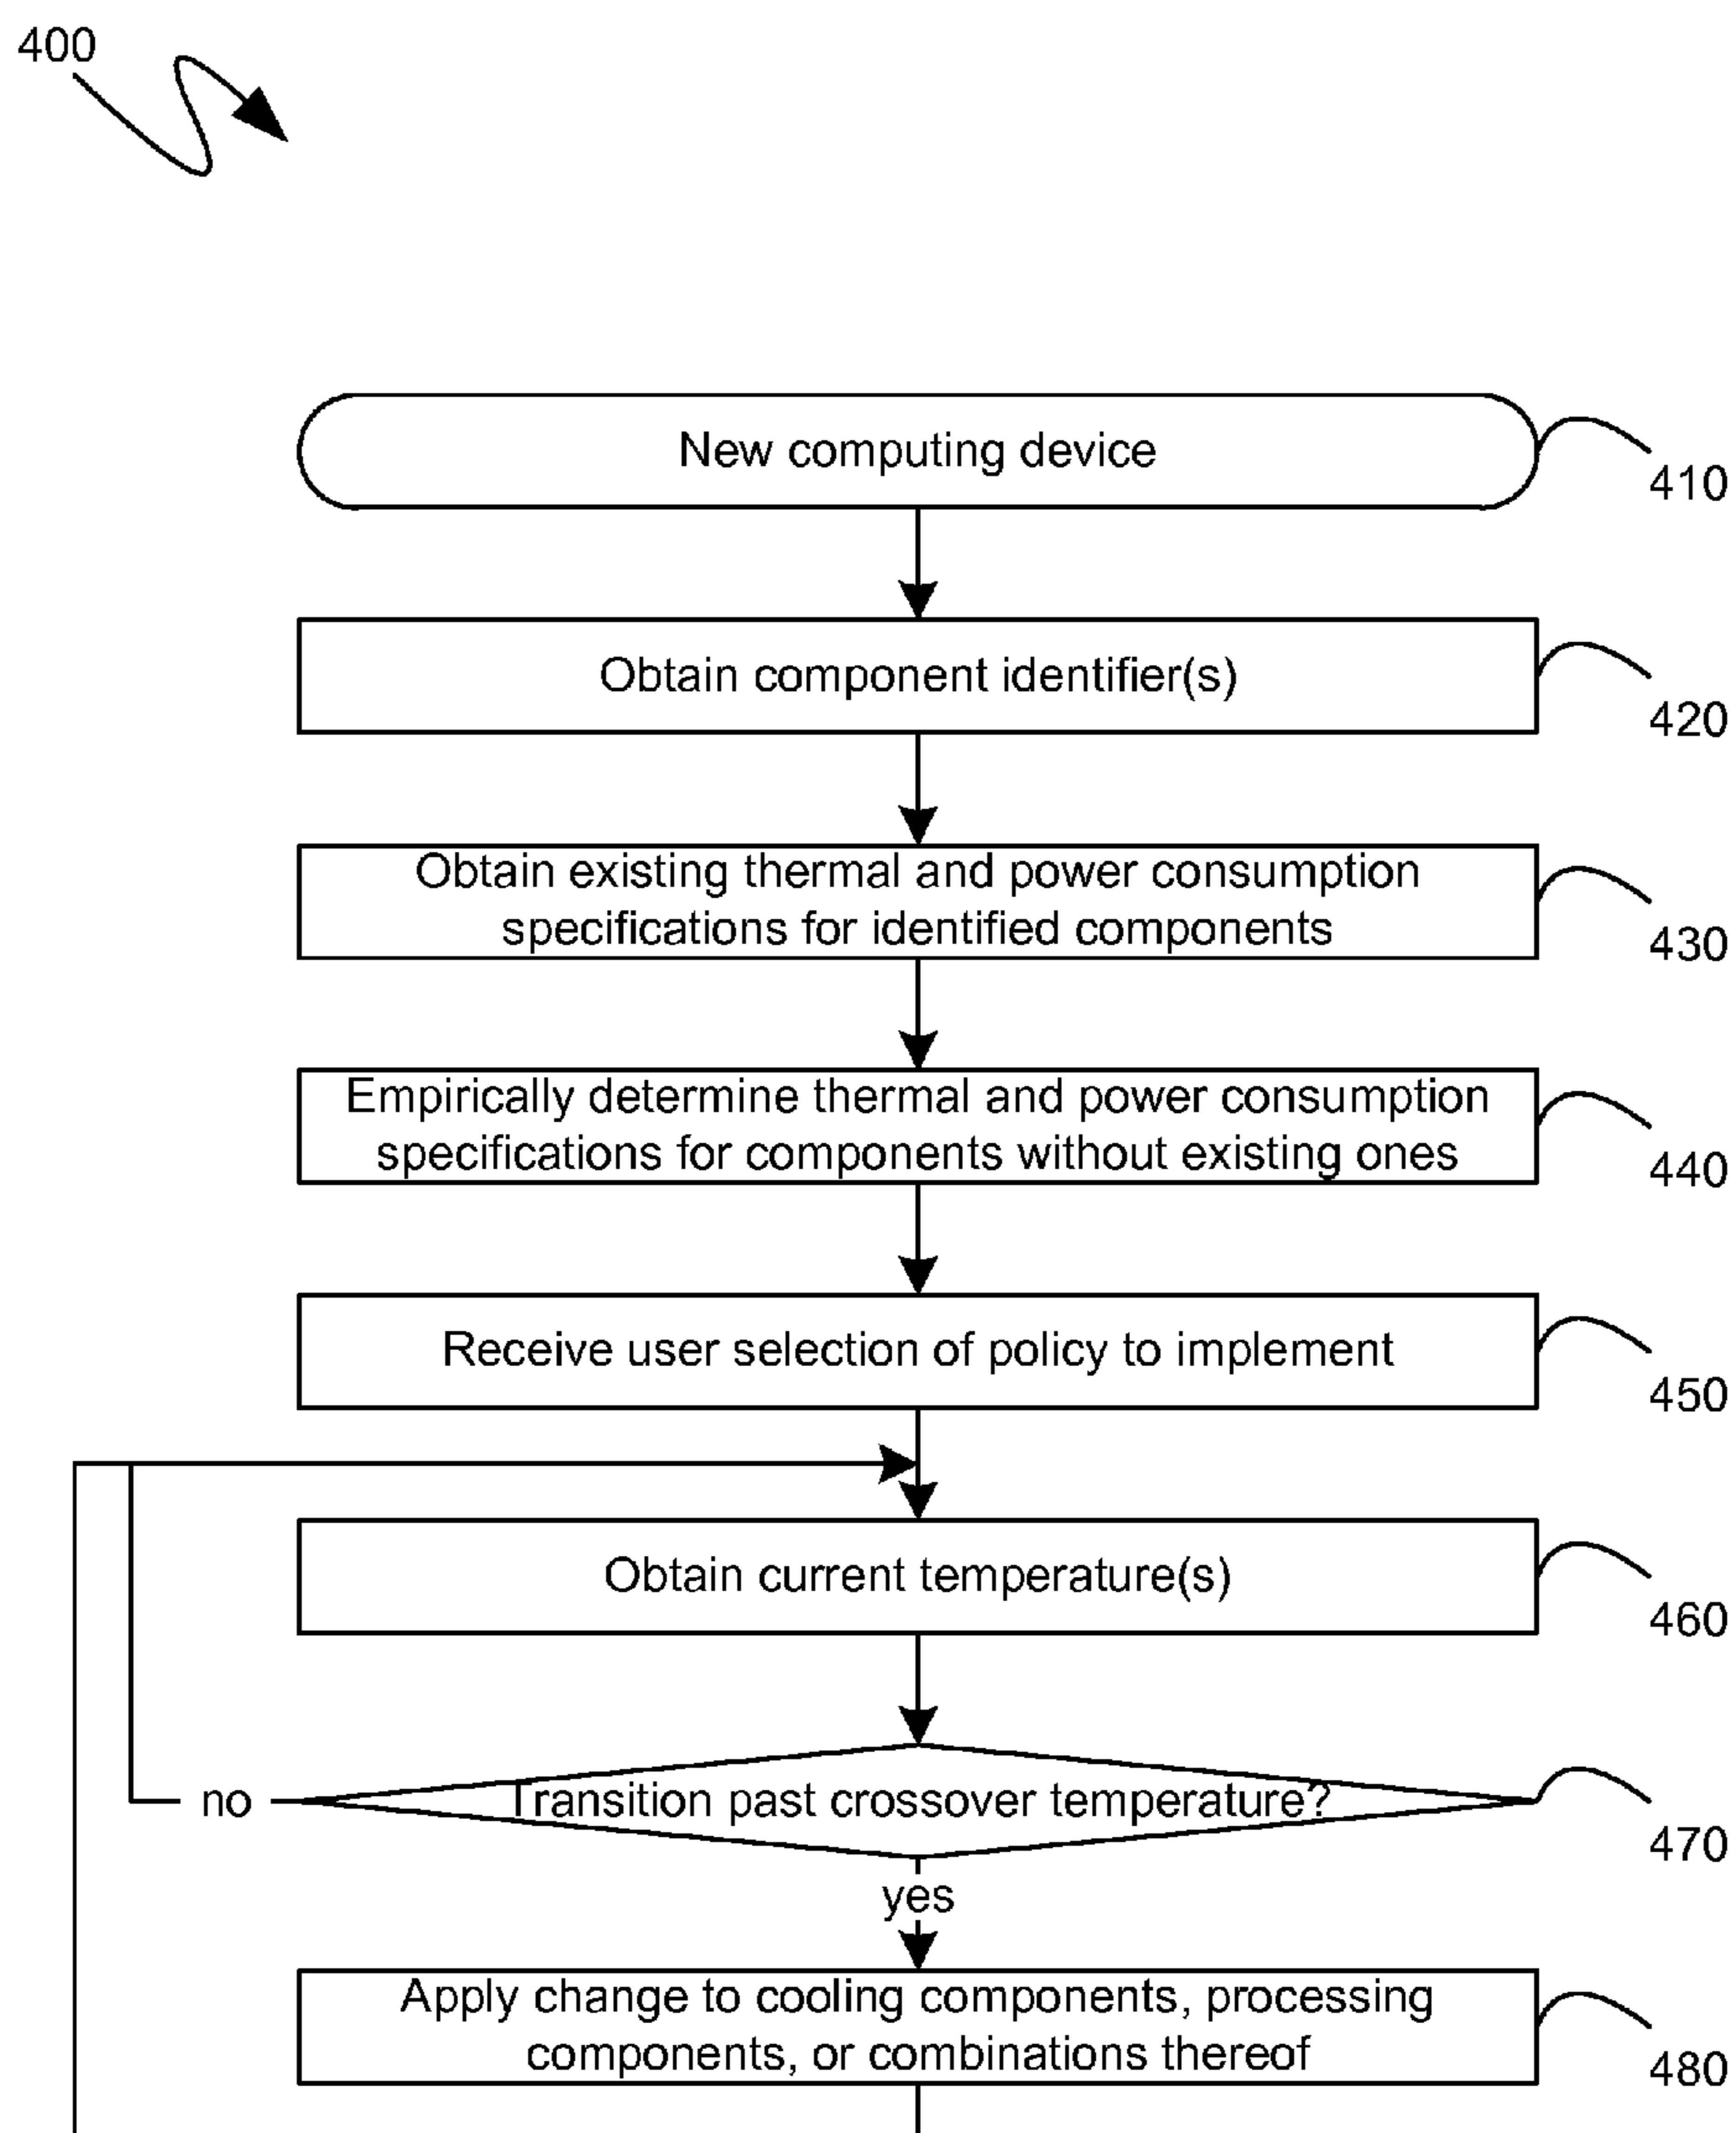 400
New computing device
410
Obtain component identifier(s)
420
Obtain existing thermal and power consumption
specifications for identified components
430
Empirically determine thermal and power consumption
specifications for components without existing ones
440
Receive user selection of policy to implement
450
Obtain current temperature(s)
460
no
Transition past crossover temperature?
470
yes
Apply change to cooling components, processing
components, or combinations thereof
480